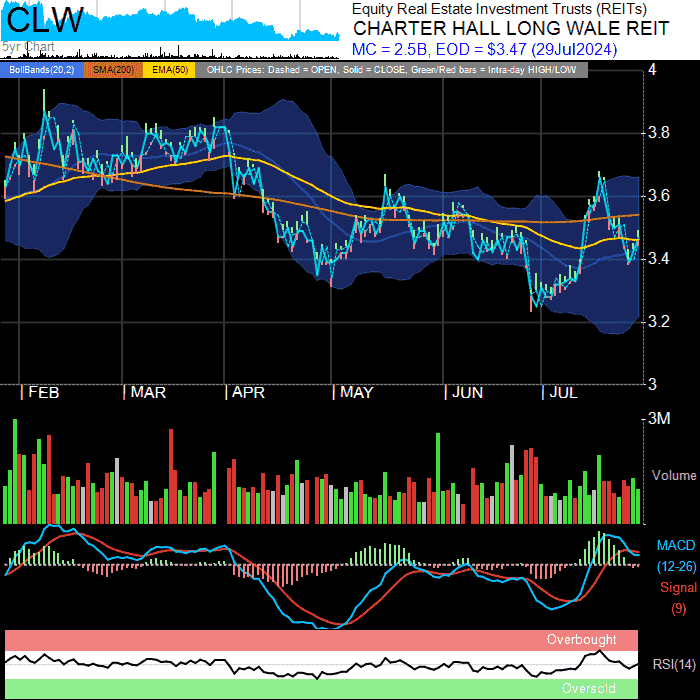 CLW
5yr Chart
Equity Real Estate Investment Trusts (REITs)
CHARTER HALL LONG WALE REIT
MC = 2.5B, EOD = $3.47 (29Jul2024)
BollBands(20,2) SMA(200) EMA(50) OHLC Prices: Dashed = OPEN, Solid = CLOSE, Green/Red bars = Intra-day HIGH/LOW
4
3.8
3.6
3.4
3.2
3
FEB MAR APR MAY JUN JUL
3M
Volume
MACD
(12-26)
Signal
(9)
Overbought
RSI(14)
Oversold